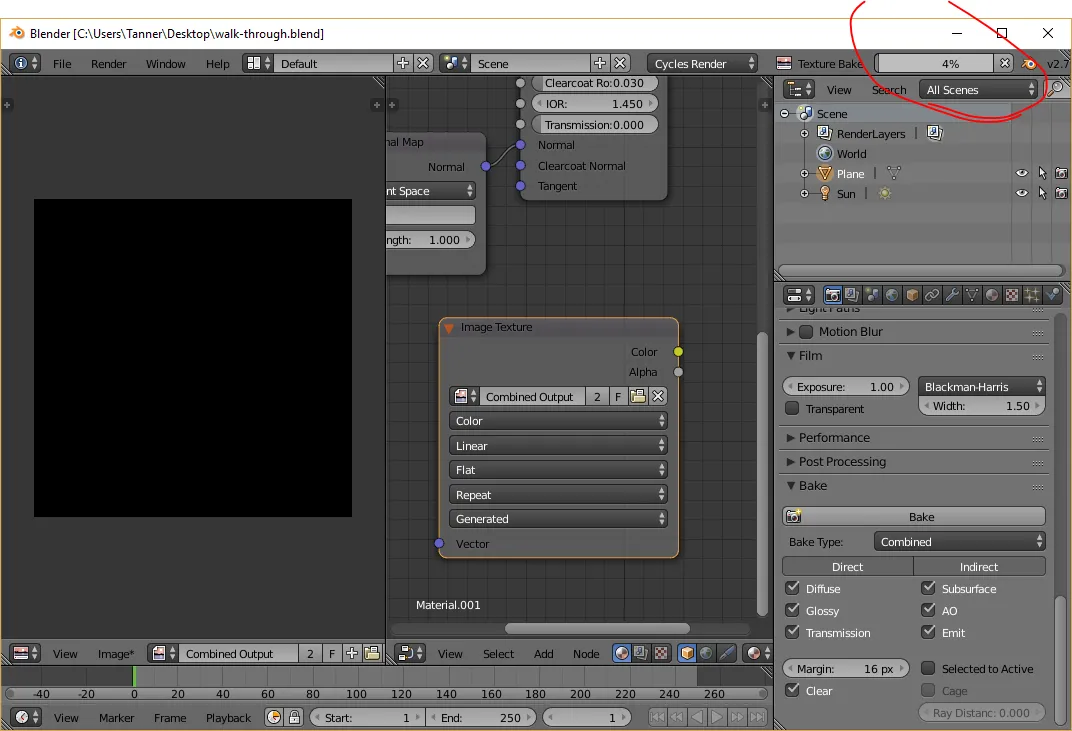 Blender [C:\Users\Tanner\Desktop\walk-through.blend]
File Render Window Help Default Scene Cycles Render Texture Bake 4% v2.7
View Search All Scenes
Scene
RenderLayers
World
Plane
Sun
Clearcoat Ro:0.030
IOR: 1.450
Transmission:0.000
Normal
Clearcoat Normal
Tangent
nal Map
Normal
nt Space
ngth: 1.000
Image Texture
Color
Alpha
Combined Output 2 F
Color
Linear
Flat
Repeat
Generated
Vector
Material.001
Light Paths
Motion Blur
Film
Exposure: 1.00 Blackman-Harris
Transparent Width: 1.50
Performance
Post Processing
Bake
Bake
Bake Type: Combined
Direct Indirect
Diffuse Subsurface
Glossy AO
Transmission Emit
Margin: 16 px Selected to Active
Clear Cage
Ray Distanc: 0.000
View Image* Combined Output 2 F
View Select Add Node
-40 -20 0 20 40 60 80 100 120 140 160 180 200 220 240 260
View Marker Frame Playback Start: 1 End: 250 1